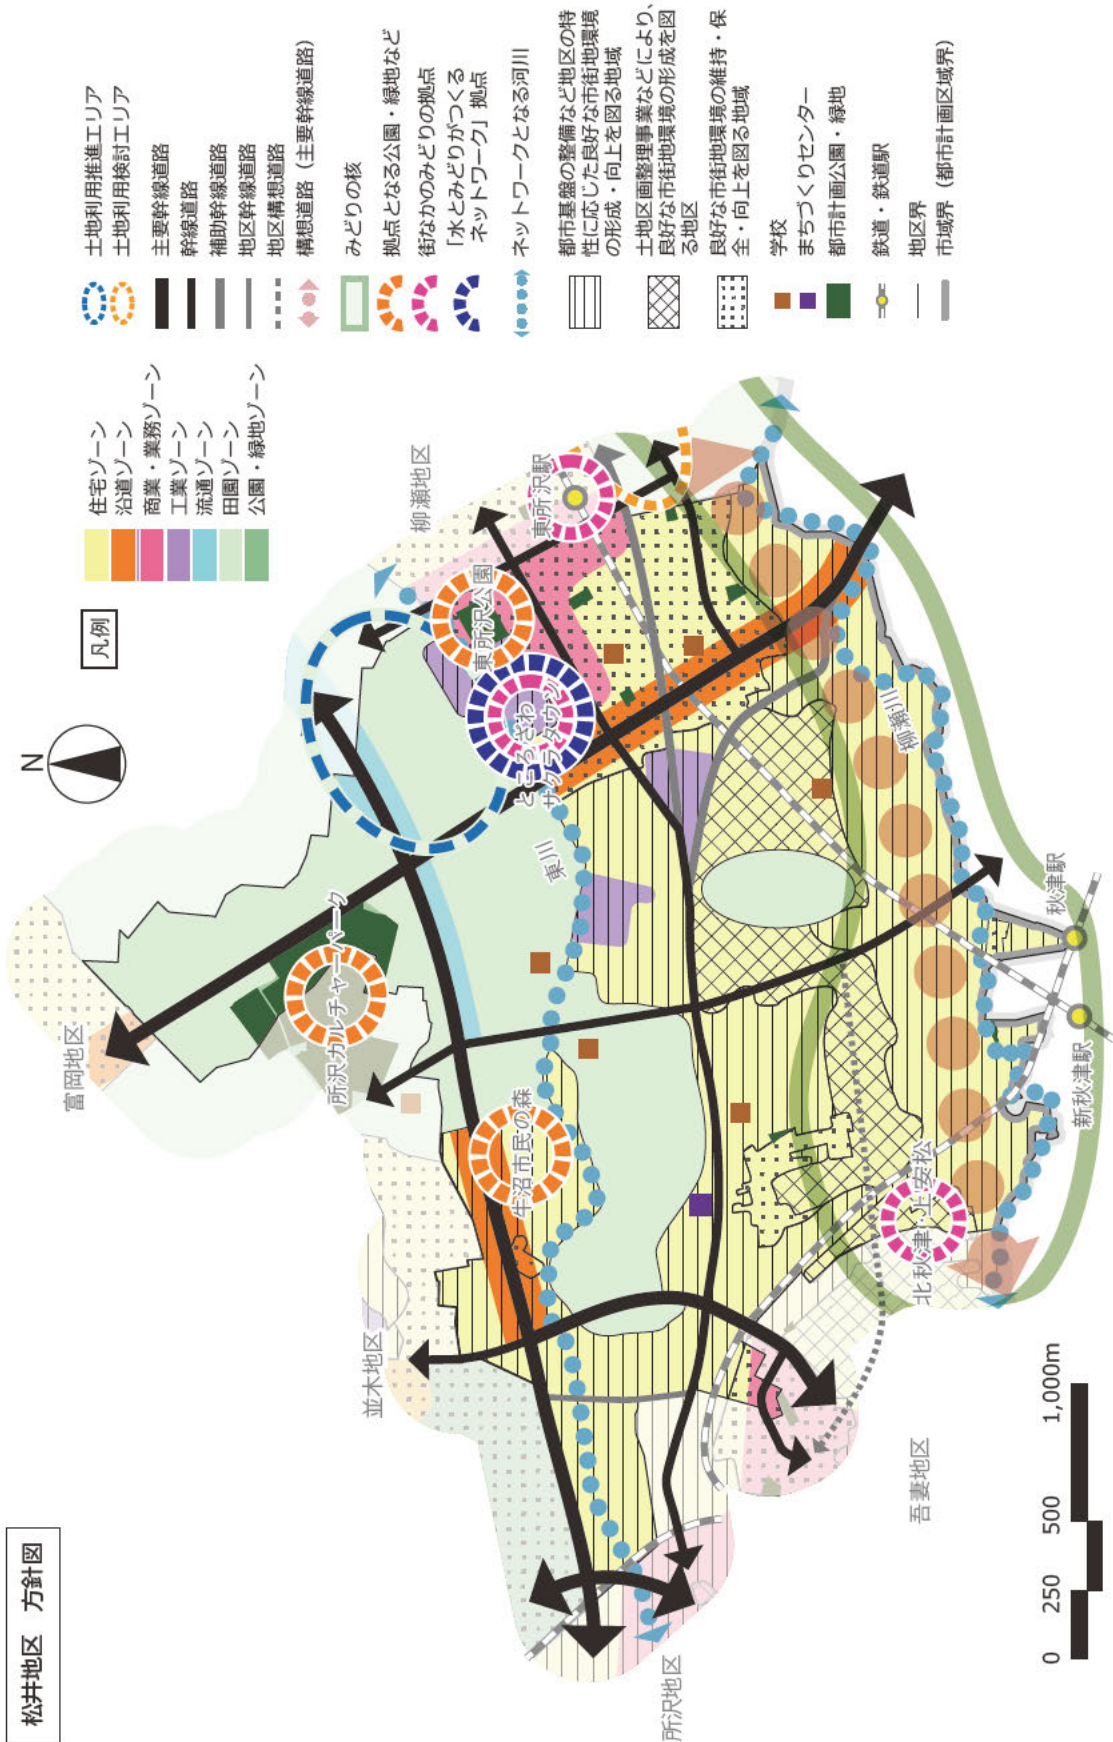 松井地区　方針図
N
凡例
住宅ゾーン
沿道ゾーン
商業・業務ゾーン
工業ゾーン
流通ゾーン
田園ゾーン
公園・緑地ゾーン
土地利用推進エリア
土地利用検討エリア
主要幹線道路
幹線道路
補助幹線道路
地区幹線道路
地区構想道路
構想道路（主要幹線道路）
みどりの核
拠点となる公園・緑地など
街なかのみどりの拠点
「水とみどりがつくる
ネットワーク」拠点
ネットワークとなる河川
都市基盤の整備など地区の特
性に応じた良好な市街地環境
の形成・向上を図る地域
土地区画整理事業などにより、
良好な市街地環境の形成を図
る地区
良好な市街地環境の維持・保
全・向上を図る地域
学校
まちづくりセンター
都市計画公園・緑地
鉄道・鉄道駅
地区界
市域界（都市計画区域界）
富岡地区
所沢カルチャーパーク
柳瀬地区
東所沢公園
東所沢駅
ところざわ
サクラタウン
東川
柳瀬川
並木地区
牛沼市民の森
秋津駅
新秋津駅
北秋津・上安松
吾妻地区
所沢地区
0
250
500
1,000m